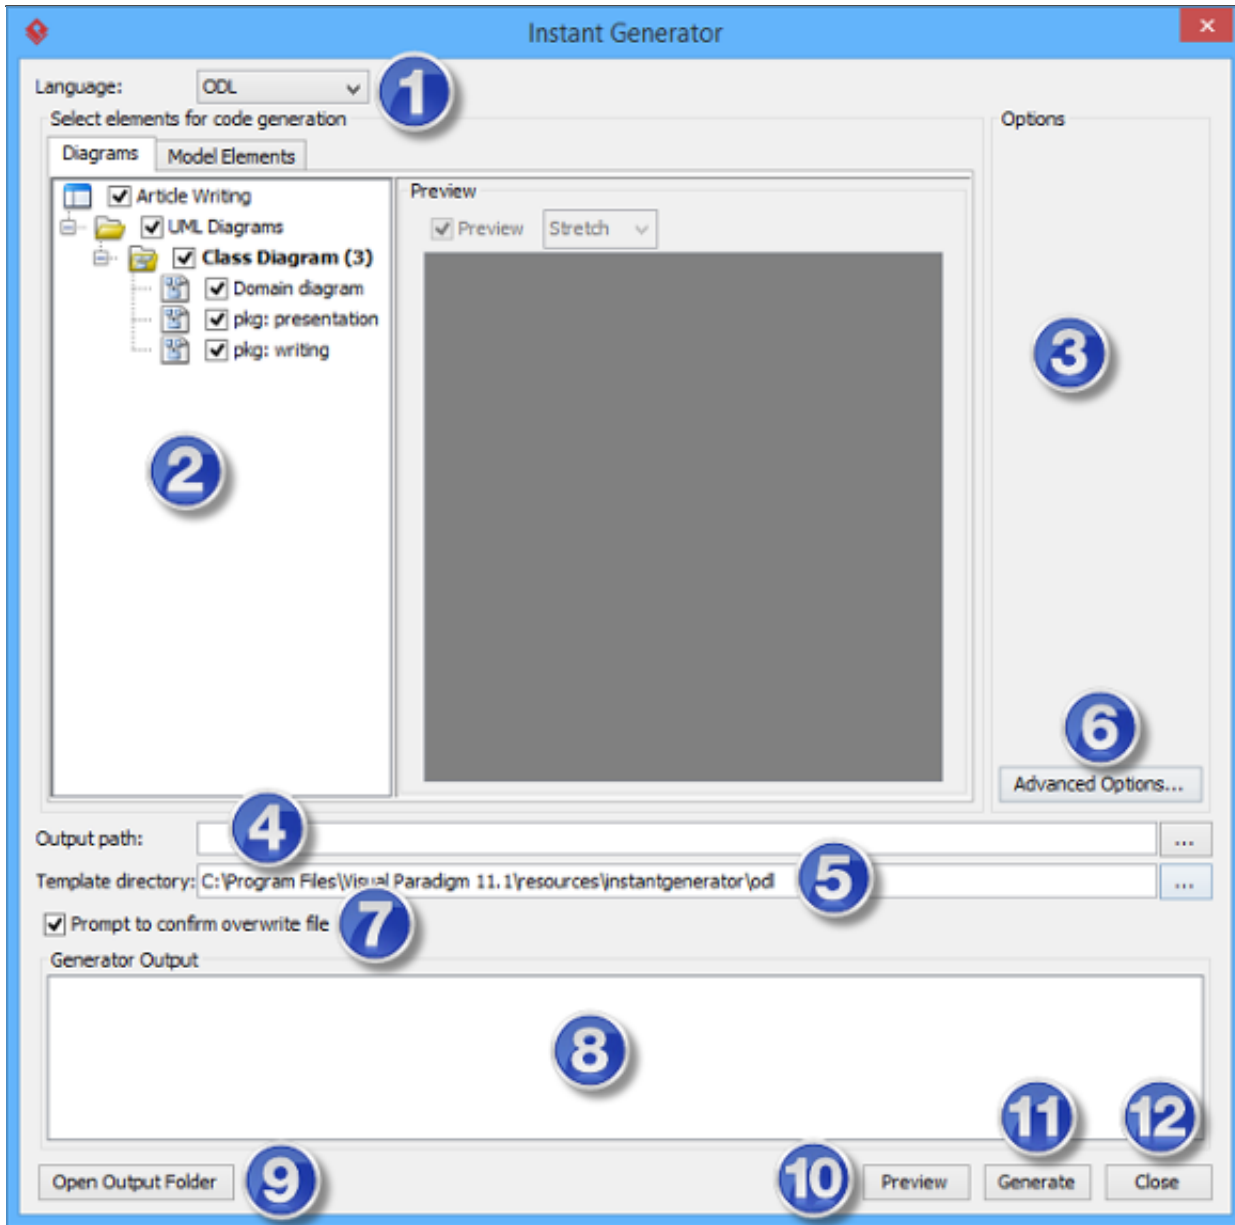 Instant Generator
Language: ODL 1
Select elements for code generation
Options
Diagrams Model Elements
Article Writing
UML Diagrams
Class Diagram (3)
Domain diagram
pkg: presentation
pkg: writing
Preview
Preview Stretch
2
3
6
Advanced Options...
Output path: 4 ...
Template directory: C:\Program Files\Visual Paradigm 11.1\resources\instantgenerator\odl 5 ...
Prompt to confirm overwrite file 7
Generator Output
8
Open Output Folder 9 10 Preview 11 Generate 12 Close